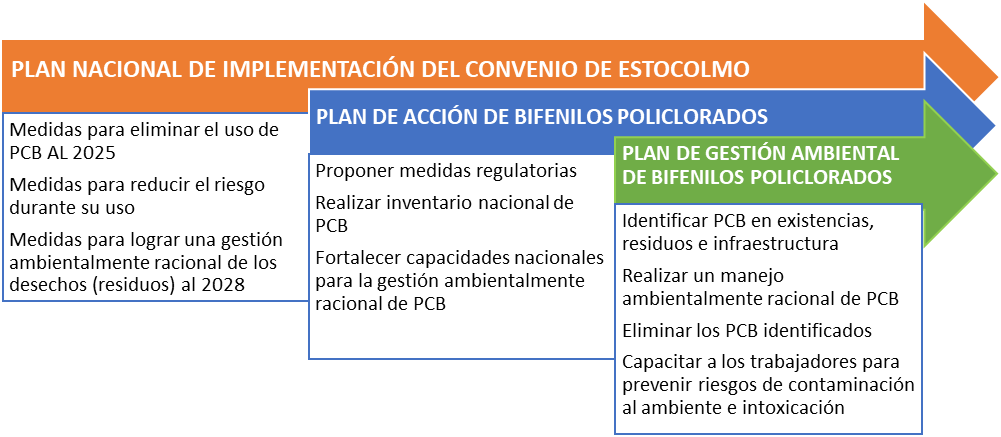 PLAN NACIONAL DE IMPLEMENTACIÓN DEL CONVENIO DE ESTOCOLMO
Medidas para eliminar el uso de
PCB AL 2025
Medidas para reducir el riesgo
durante su uso
Medidas para lograr una gestión
ambientalmente racional de los
desechos (residuos) al 2028
PLAN DE ACCIÓN DE BIFENILOS POLICLORADOS
Proponer medidas regulatorias
Realizar inventario nacional de
PCB
Fortalecer capacidades nacionales
para la gestión ambientalmente
racional de PCB
PLAN DE GESTIÓN AMBIENTAL
DE BIFENILOS POLICLORADOS
Identificar PCB en existencias,
residuos e infraestructura
Realizar un manejo
ambientalmente racional de PCB
Eliminar los PCB identificados
Capacitar a los trabajadores para
prevenir riesgos de contaminación
al ambiente e intoxicación